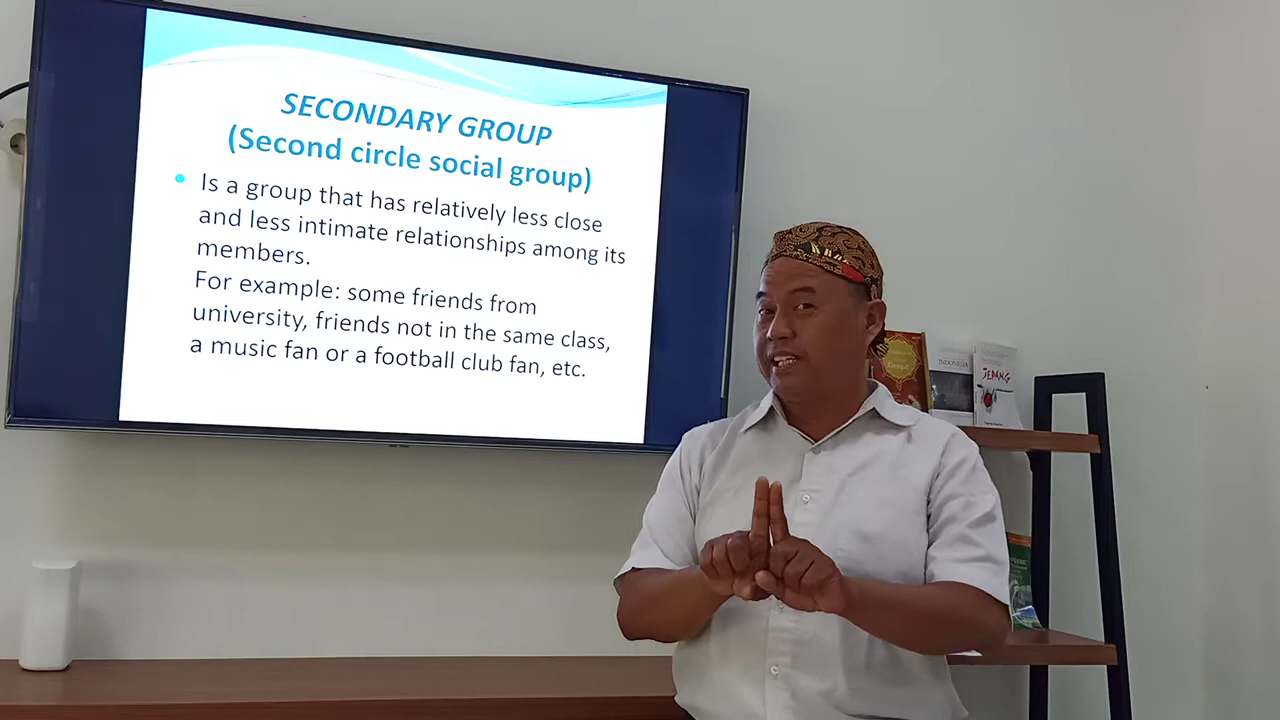 SECONDARY GROUP
(Second circle social group)
Is a group that has relatively less close
and less intimate relationships among its
members.
For example: some friends from
university, friends not in the same class,
a music fan or a football club fan, etc.
INDONESIA
JEPANG